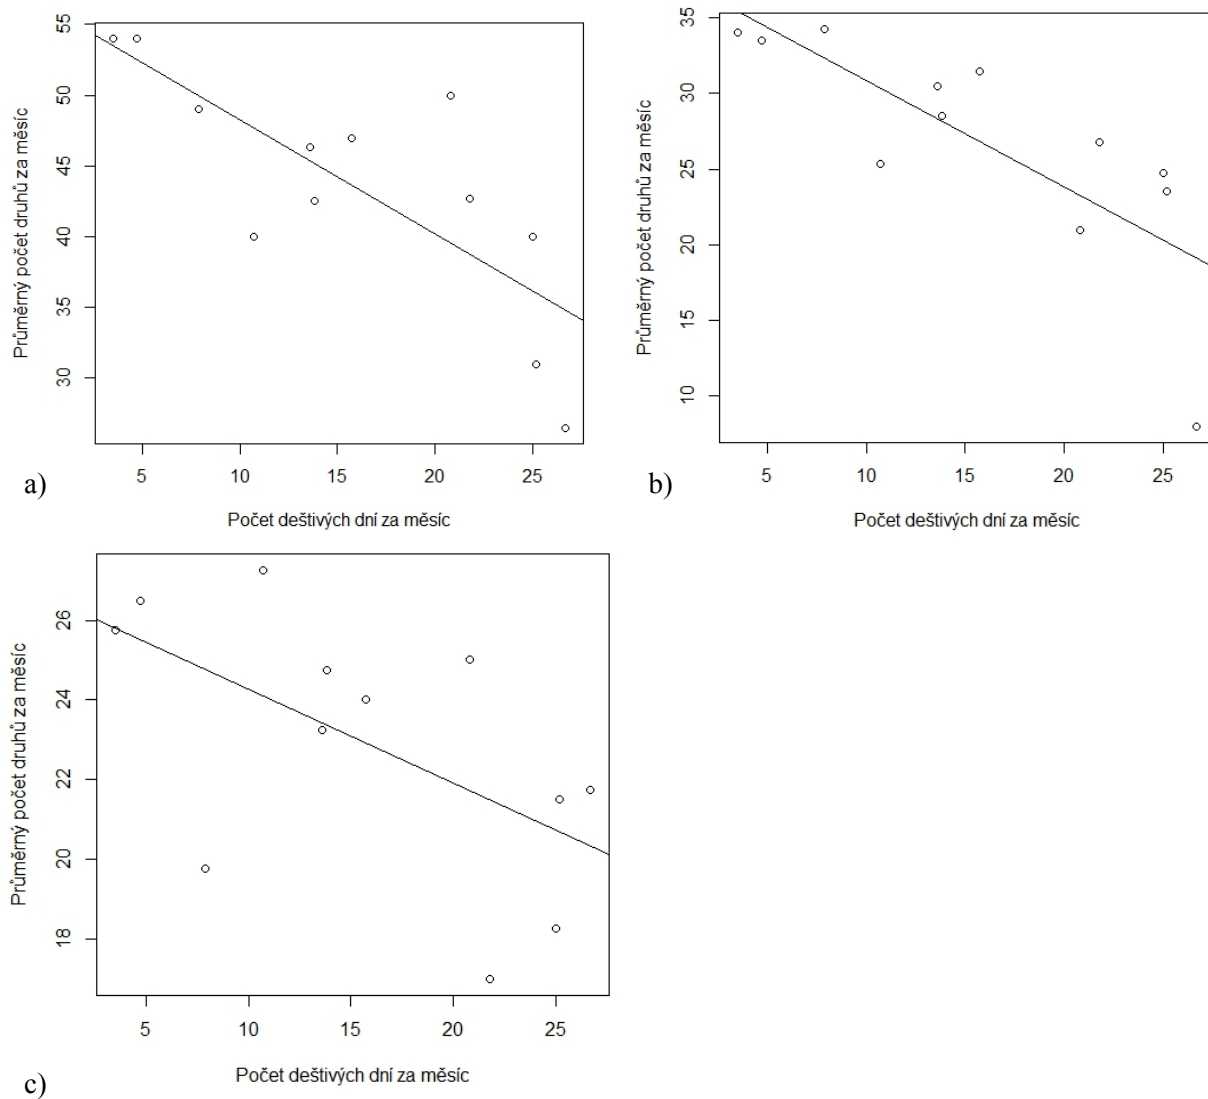 55
50
45
40
35
30
Průměrný počet druhů za měsíc
5 10 15 20 25
a)
Počet deštivých dní za měsíc
35
30
25
20
15
10
Průměrný počet druhů za měsíc
5 10 15 20 25
b)
Počet deštivých dní za měsíc
26
24
22
20
18
Průměrný počet druhů za měsíc
5 10 15 20 25
c)
Počet deštivých dní za měsíc